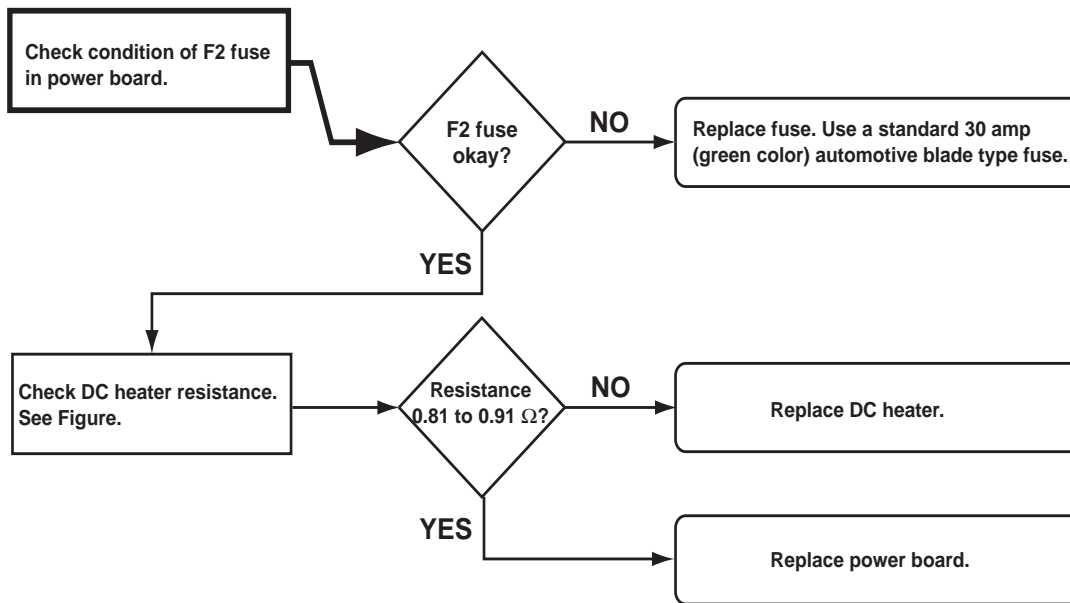 Check condition of F2 fuse
in power board.
F2 fuse
okay?
NO
Replace fuse. Use a standard 30 amp
(green color) automotive blade type fuse.
YES
Check DC heater resistance.
See Figure.
Resistance
0.81 to 0.91 Ω?
NO
Replace DC heater.
YES
Replace power board.